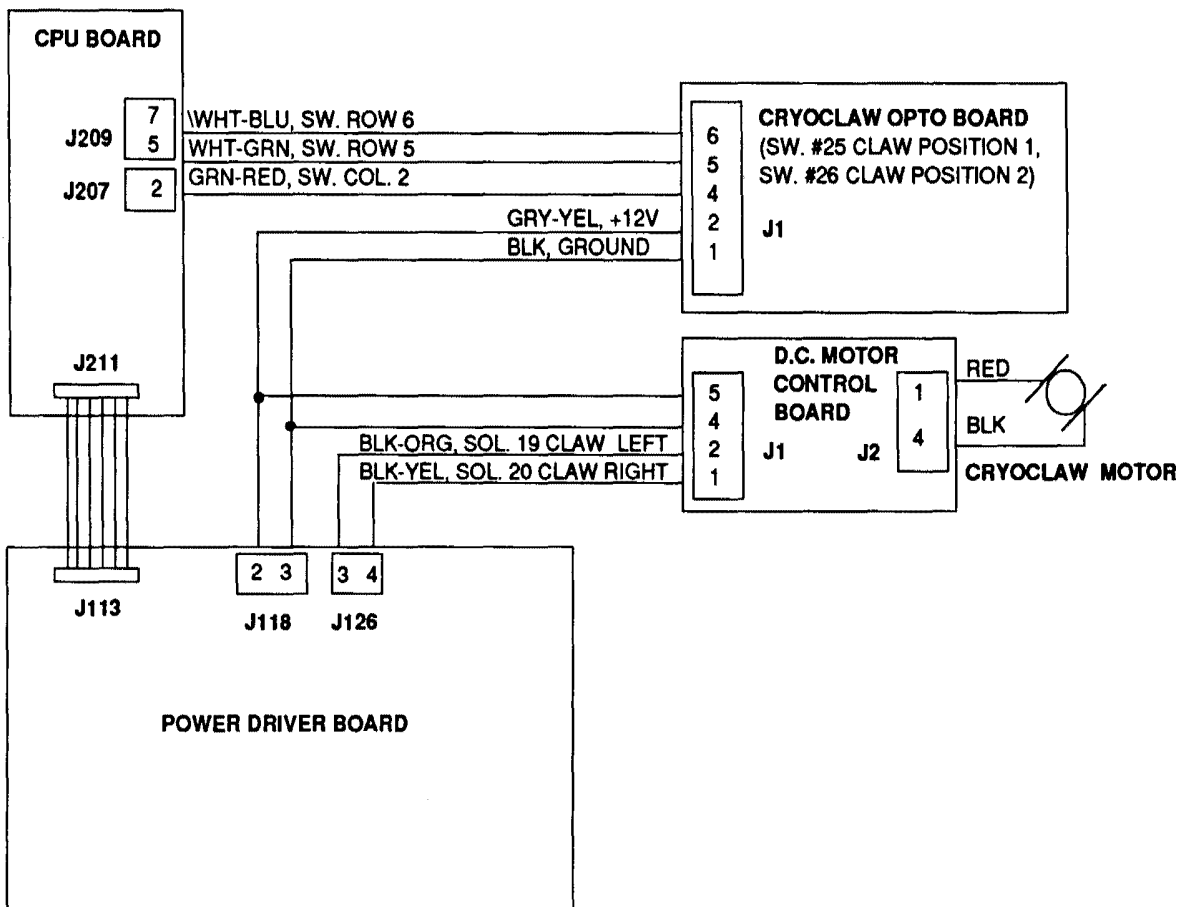 CPU BOARD
J209
7
5
J207
2
\WHT-BLU, SW. ROW 6
WHT-GRN, SW. ROW 5
GRN-RED, SW. COL. 2
GRY-YEL, +12V
BLK, GROUND
6
5
4
2
1
CRYOCLAW OPTO BOARD
(SW. #25 CLAW POSITION 1,
SW. #26 CLAW POSITION 2)
J1
J211
D.C. MOTOR
CONTROL
BOARD
5
4
2
1
J1
J2
1
4
RED
BLK
CRYOCLAW MOTOR
BLK-ORG, SOL. 19 CLAW LEFT
BLK-YEL, SOL. 20 CLAW RIGHT
2 3
3 4
J113
J118
J126
POWER DRIVER BOARD